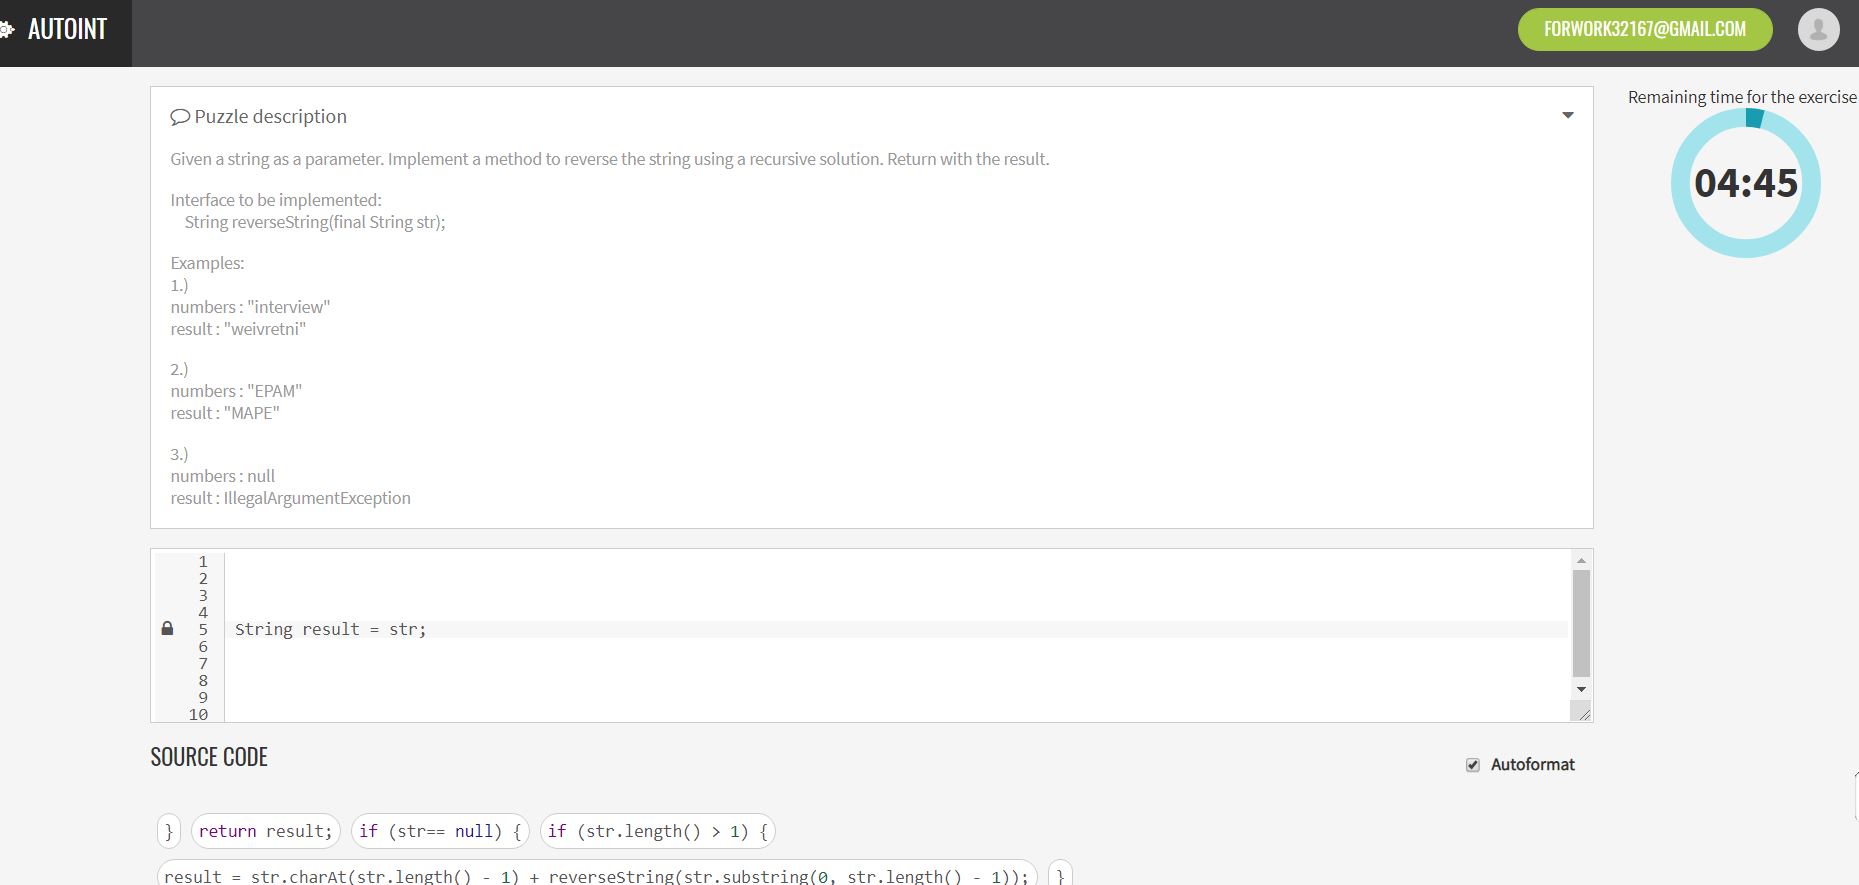 AUTOINT
FORWORK32167@GMAIL.COM
Remaining time for the exercise
04:45
Puzzle description
Given a string as a parameter. Implement a method to reverse the string using a recursive solution. Return with the result.
Interface to be implemented:
String reverseString(final String str);
Examples:
1.)
numbers : "interview"
result : "weivretni"
2.)
numbers : "EPAM"
result : "MAPE"
3.)
numbers : null
result : IllegalArgumentException
1
2
3
4
5 String result = str;
6
7
8
9
10
SOURCE CODE
Autoformat
} return result; if (str== null) { if (str.length() > 1) {
result = str.charAt(str.length() - 1) + reverseString(str.substring(0, str.length() - 1)); }